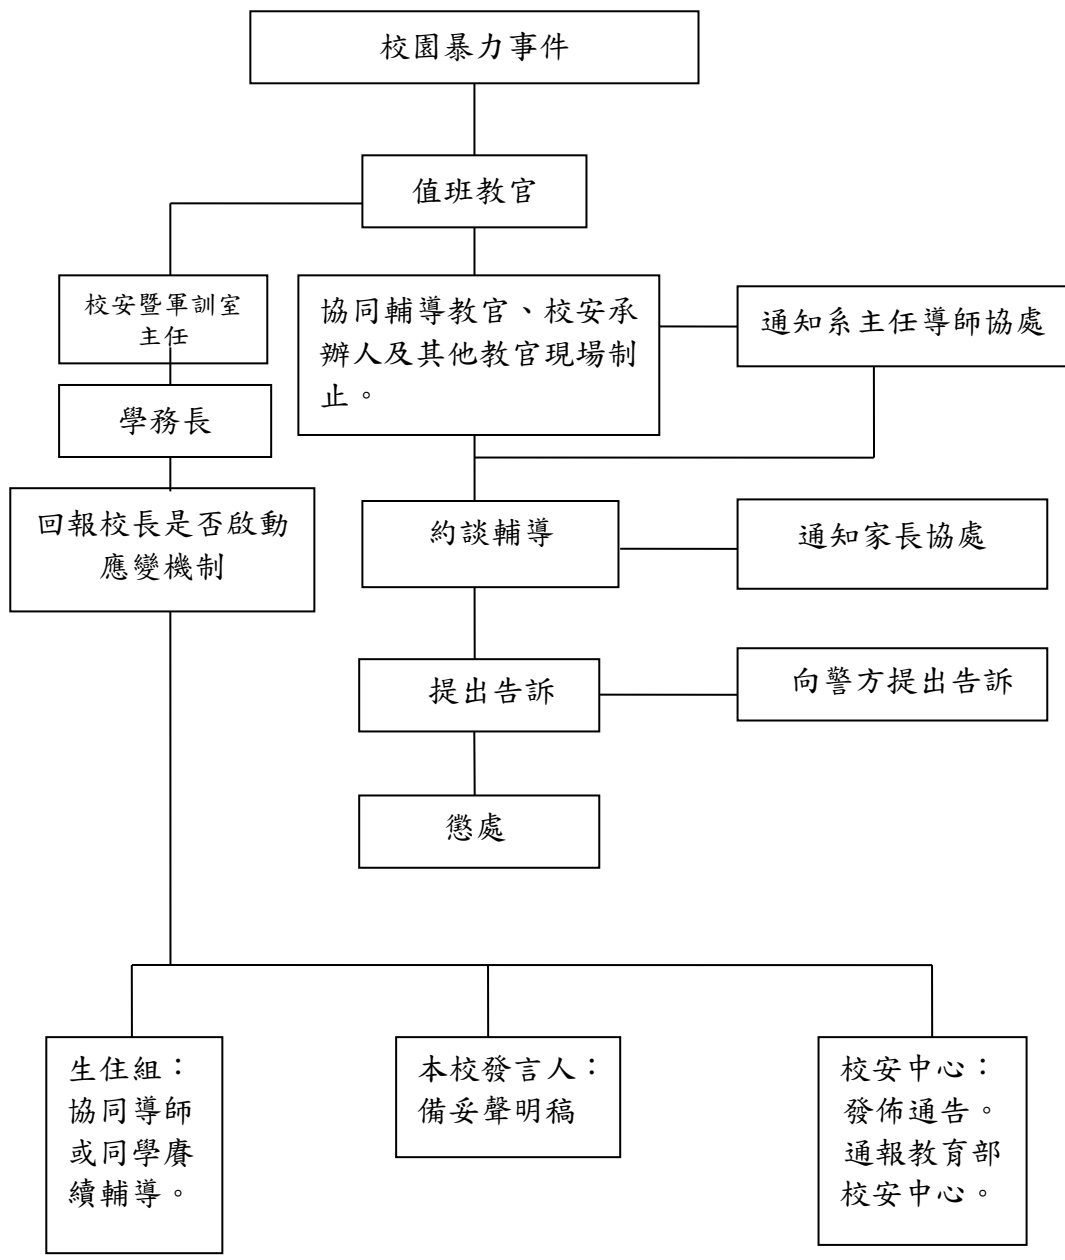 校園暴力事件
值班教官
校安暨軍訓室
主任
協同輔導教官、校安承
辦人及其他教官現場制
止。
通知系主任導師協處
學務長
回報校長是否啟動
應變機制
約談輔導
通知家長協處
提出告訴
向警方提出告訴
懲處
生住組：
協同導師
或同學賡
續輔導。
本校發言人：
備妥聲明稿
校安中心：
發佈通告。
通報教育部
校安中心。